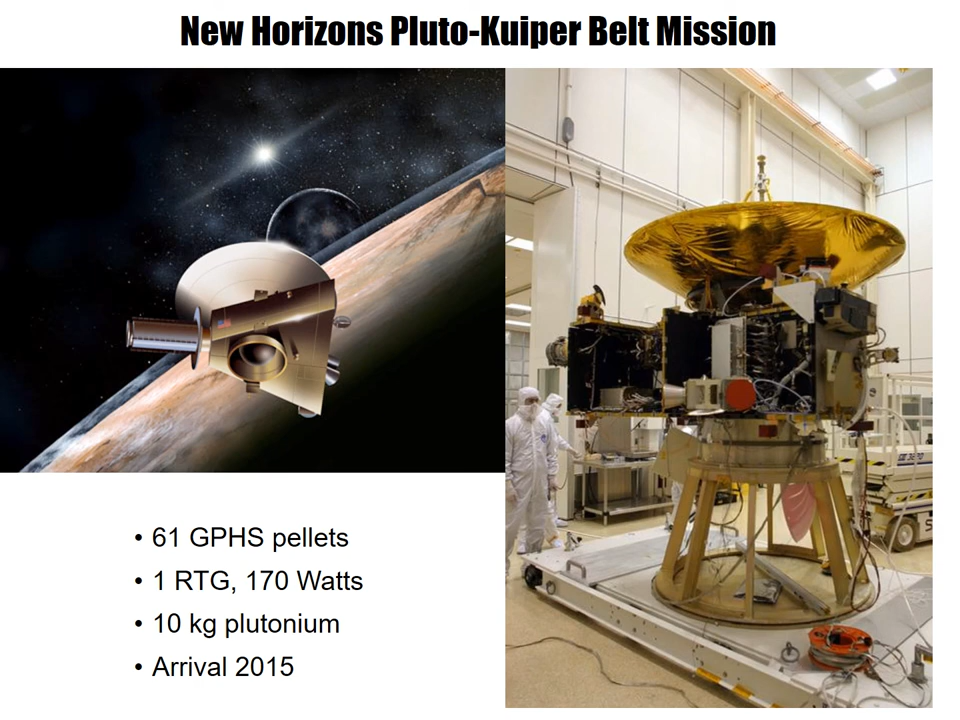 New Horizons Pluto-Kuiper Belt Mission
• 61 GPHS pellets
• 1 RTG, 170 Watts
• 10 kg plutonium
• Arrival 2015